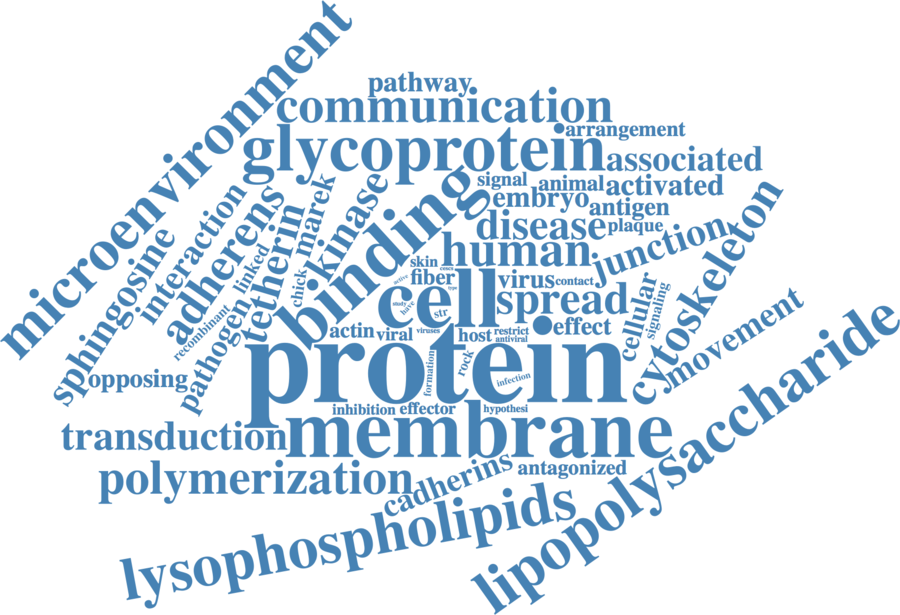 microenvironment
pathway
communication
glycoprotein
arrangement
associated
signal
animal
activated
embryo
antigen
disease
plaque
human
junction
cytoskeleton
sphingosine
interaction
adherens
recombinant
linked
pathogen
tetherin
chick
marek
kinase
binding
skin
cells
active
fiber
type
virus
contact
cell
spread
study
have
str
cellular
signaling
actin
viral
viruses
host
restrict
antiviral
effect
movement
opposing
protein
formation
rock
infection
inhibition
effector
hypothesi
transduction
membrane
polymerization
cadherins
antagonized
lysophospholipids
lipopolysaccharide